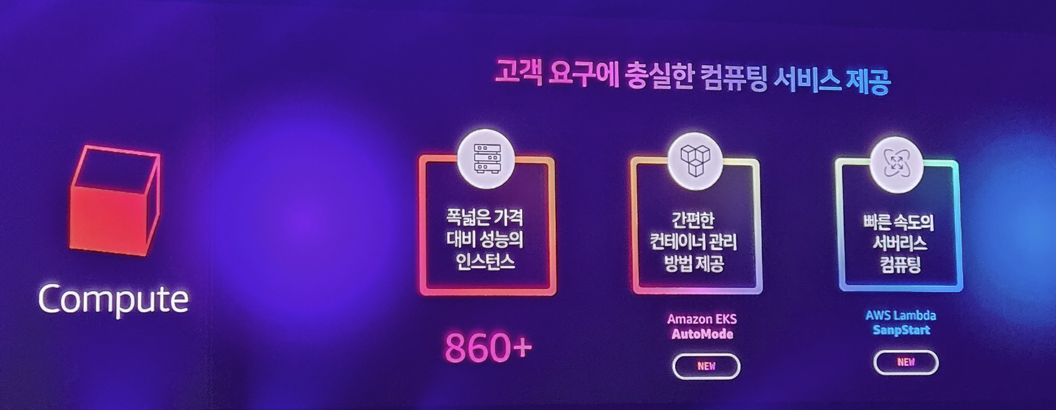 고객 요구에 충실한 컴퓨팅 서비스 제공
Compute
폭넓은 가격
대비 성능의
인스턴스
860+
간편한
컨테이너 관리
방법 제공
Amazon EKS
AutoMode
NEW
빠른 속도의
서버리스
컴퓨팅
AWS Lambda
SanpStart
NEW